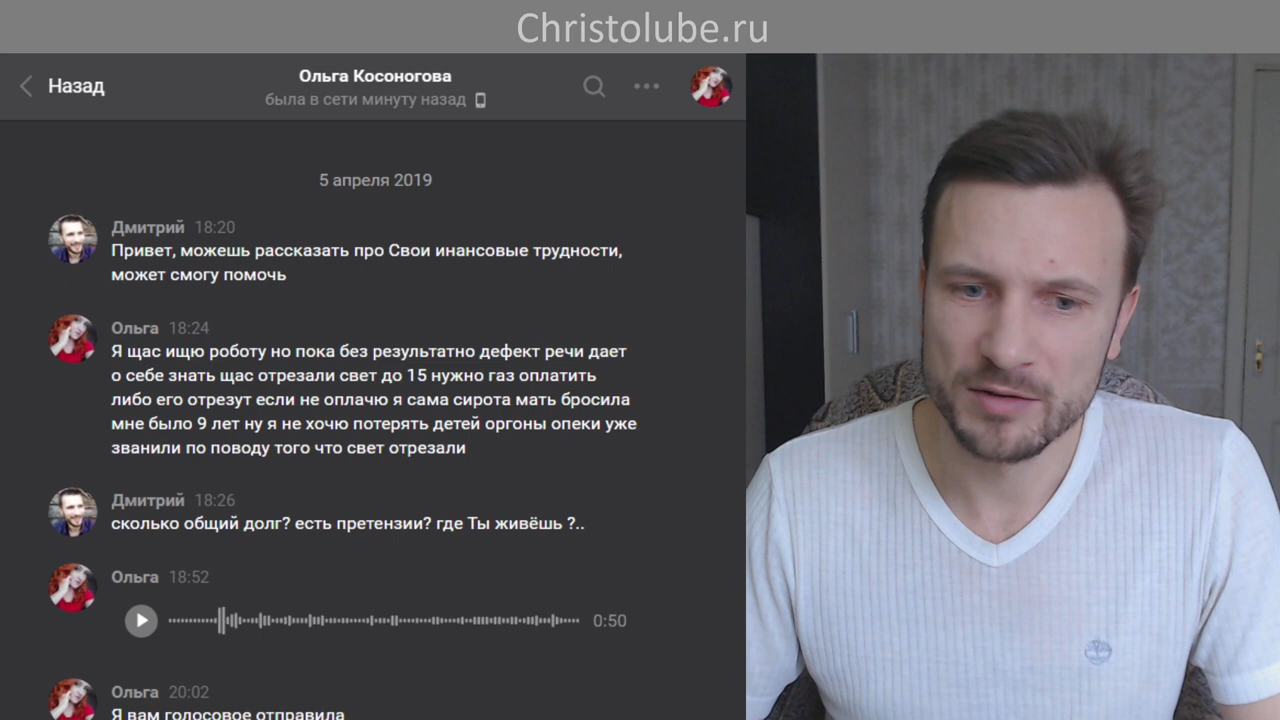 Christolube.ru
Назад
Ольга Косоногова
была в сети минуту назад
5 апреля 2019
Дмитрий 18:20
Привет, можешь рассказать про Свои инансовые трудности,
может смогу помочь
Ольга 18:24
Я щас ищю роботу но пока без результатно дефект речи дает
о себе знать щас отрезали свет до 15 нужно газ оплатить
либо его отрезут если не оплачю я сама сирота мать бросила
мне было 9 лет ну я не хочю потерять детей оргоны опеки уже
званили по поводу того что свет отрезали
Дмитрий 18:26
сколько общий долг? есть претензии? где Ты живёшь ?..
Ольга 18:52
0:50
Ольга 20:02
Я вам голосовое отправила